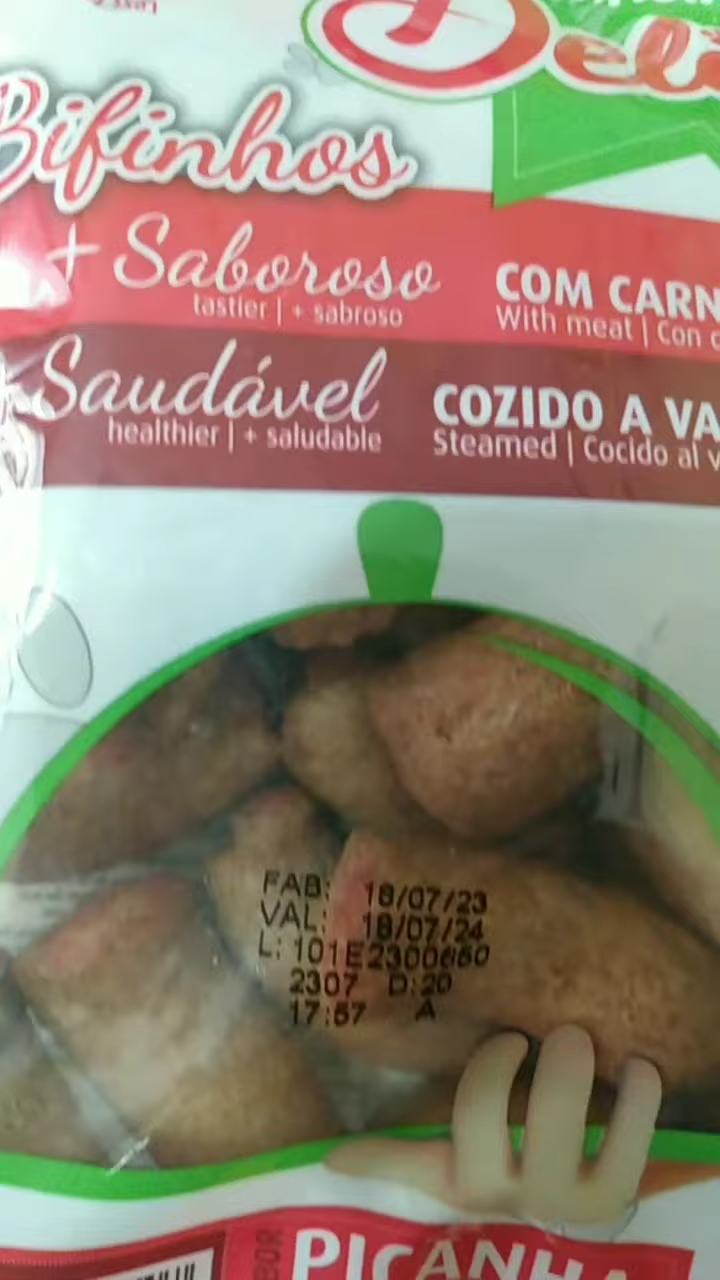 Deli
Bifinhos
+ Saboroso
tastier | + sabroso
COM CARN
With meat | Con c
+ Saudável
healthier | + saludable
COZIDO A VA
Steamed | Cocido al v
FAB: 18/07/23
VAL: 18/07/24
L: 101E2300660
2307 D:20
17:57 A
PICANHA